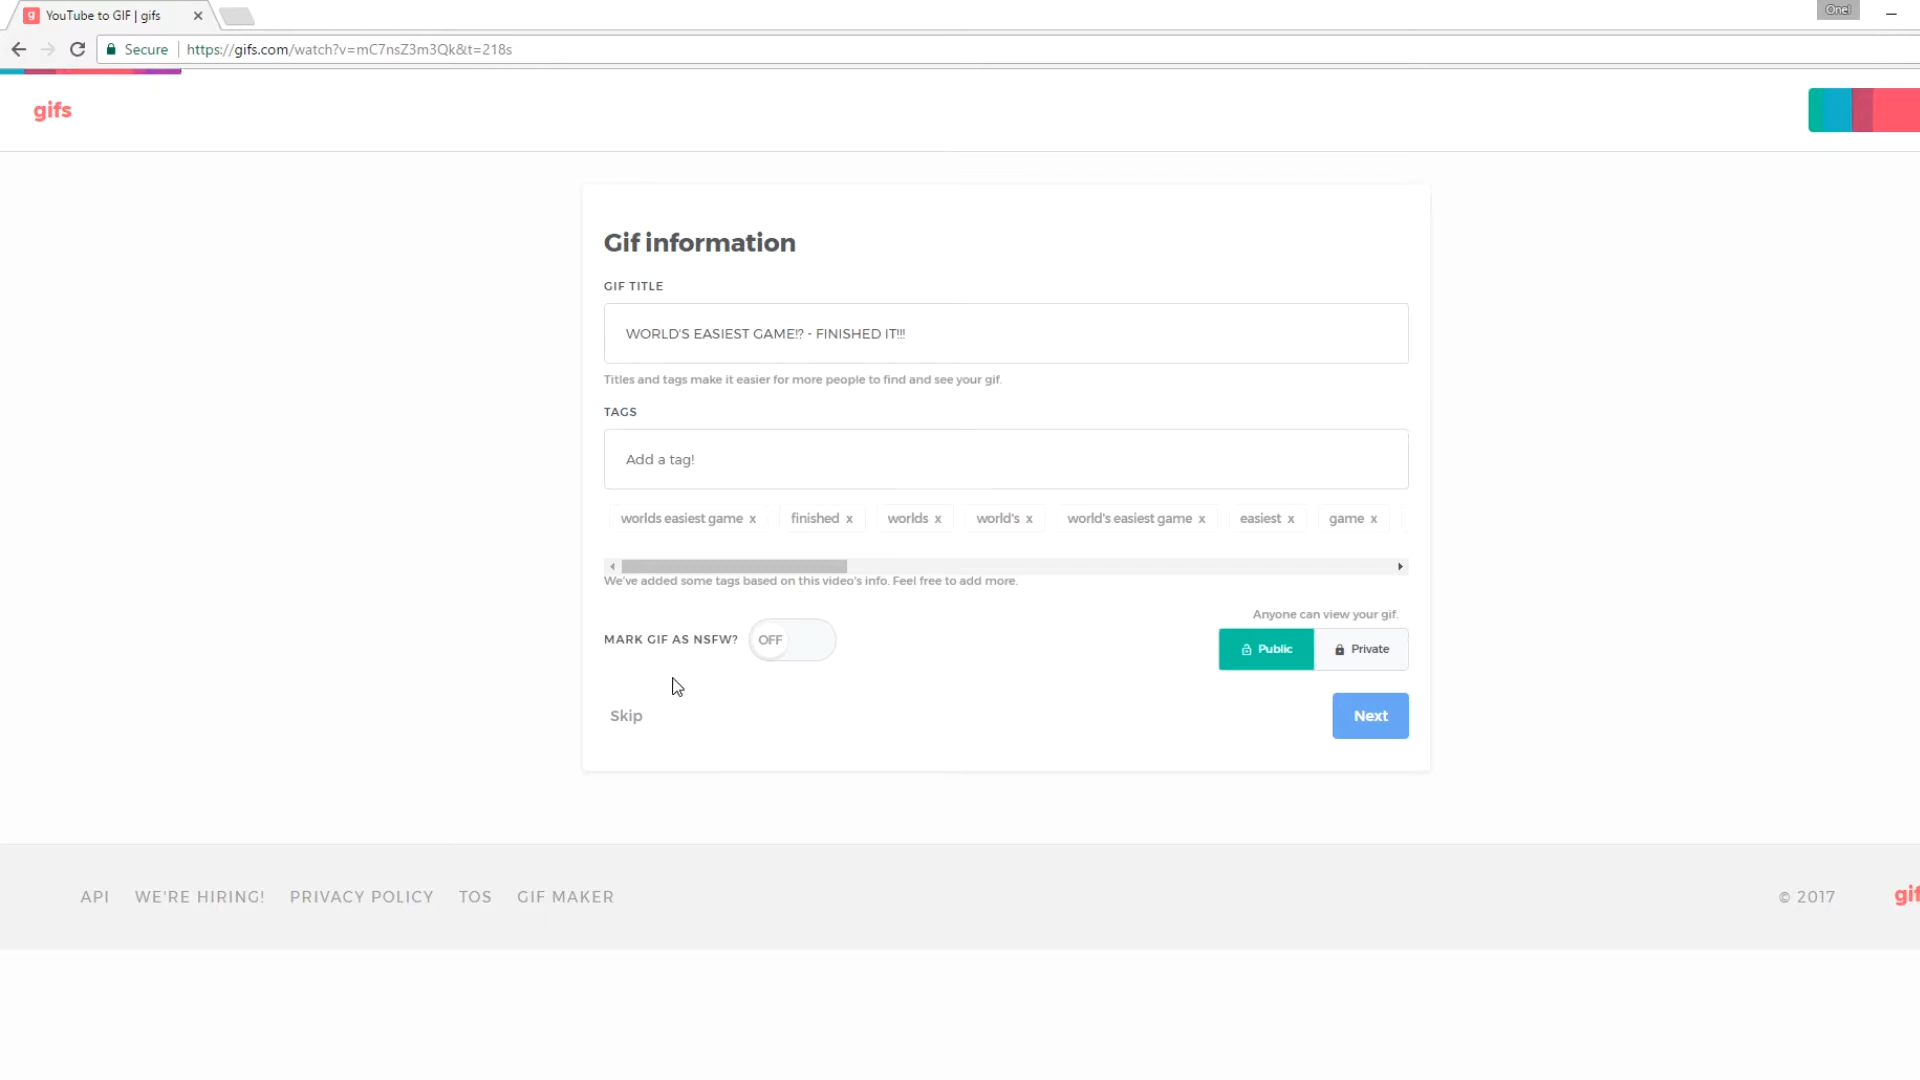 YouTube to GIF | gifs
One!
Secure
https://gifs.com/watch?v=mC7nsZ3m3Qk&t=218s
gifs
Gif information
GIF TITLE
WORLD'S EASIEST GAME!? - FINISHED IT!!!
Titles and tags make it easier for more people to find and see your gif.
TAGS
Add a tag!
worlds easiest game x finished x worlds x world's x world's easiest game x easiest x game x
We've added some tags based on this video's info. Feel free to add more.
Anyone can view your gif.
MARK GIF AS NSFW? OFF
Public Private
Skip
Next
API WE'RE HIRING! PRIVACY POLICY TOS GIF MAKER
© 2017
gif